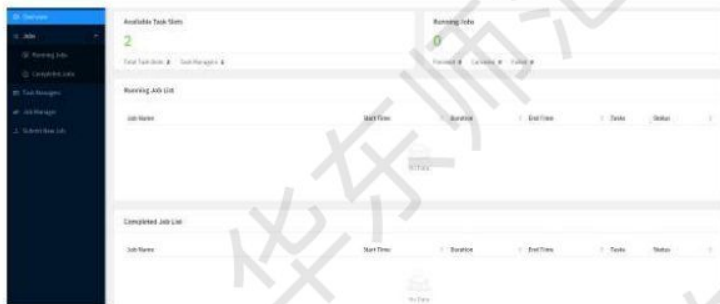 Overview
Available Task Slots
Running Jobs
Jobs
2
0
Running Jobs
Total Task Slots 2 Task Managers
Finished 0 Canceled 0 Failed 0
Completed Jobs
Running Job List
Task Managers
Job Manager
Job Name Start Time Duration End Time Tasks Status
Submit New Job
No Data
Completed Job List
Job Name Start Time Duration End Time Tasks Status
No Data
华东师范